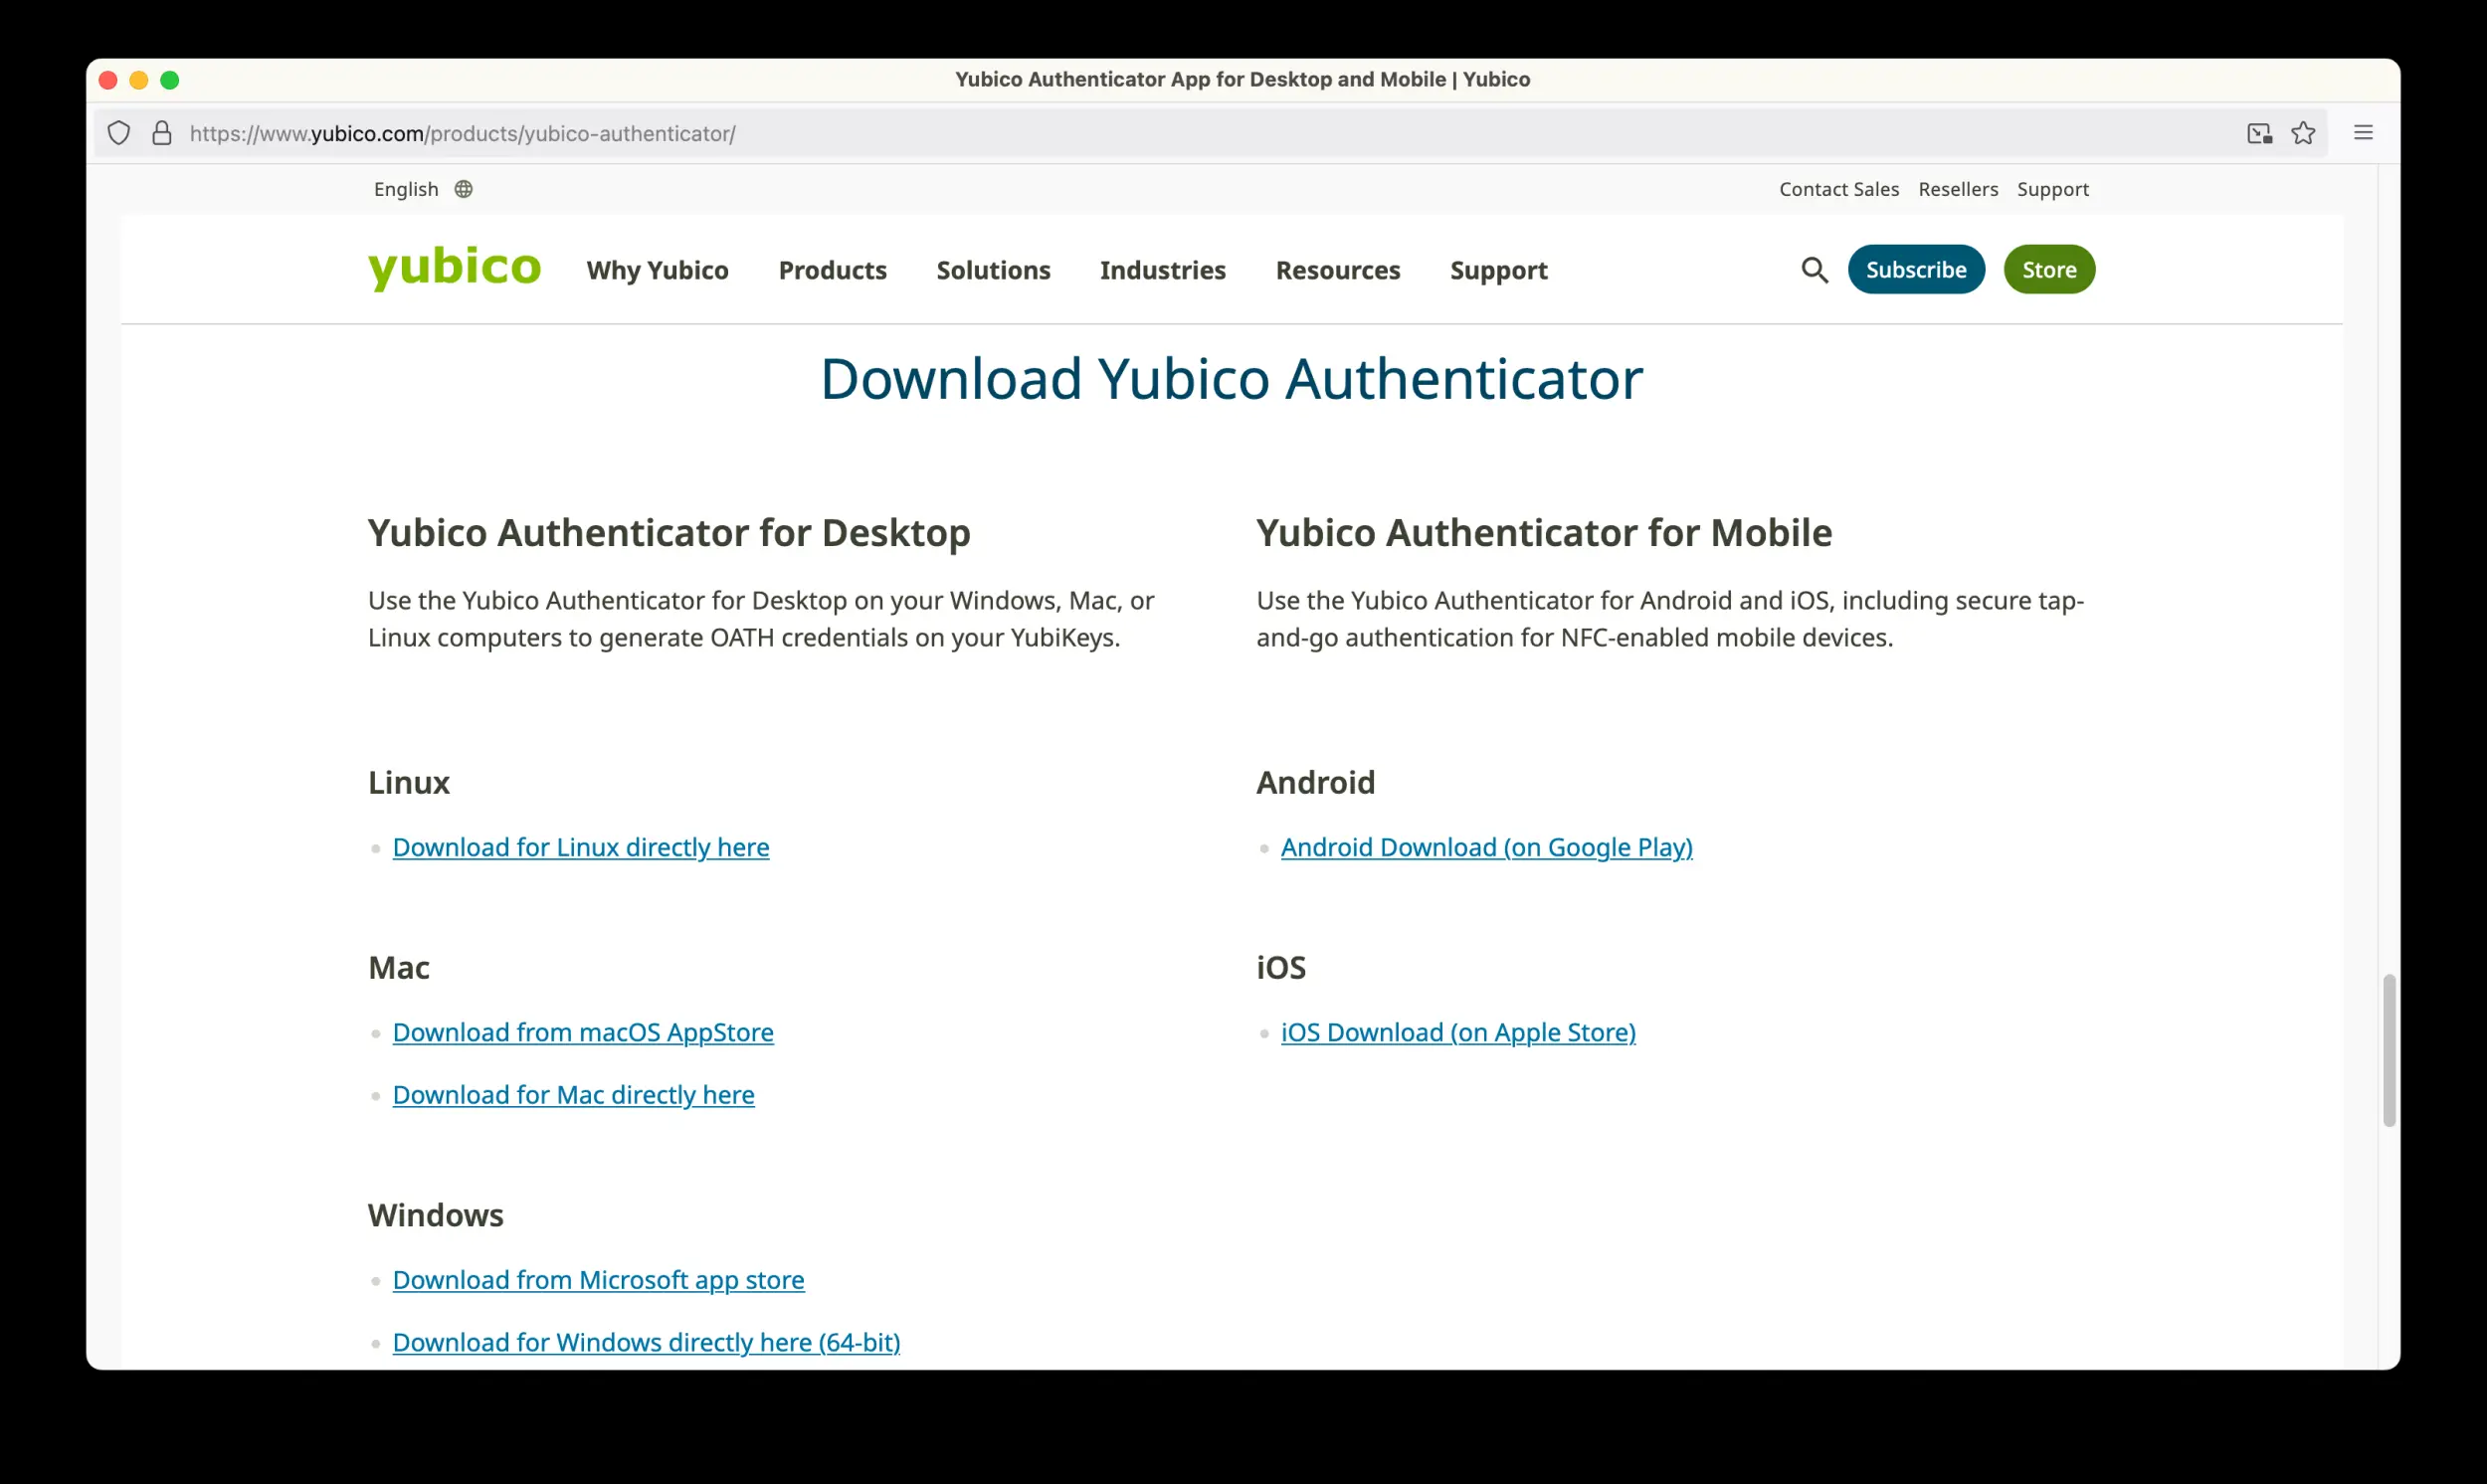 Yubico Authenticator App for Desktop and Mobile | Yubico
https://www.yubico.com/products/yubico-authenticator/
English
Contact Sales Resellers Support
yubico Why Yubico Products Solutions Industries Resources Support Subscribe Store
Download Yubico Authenticator
Yubico Authenticator for Desktop
Use the Yubico Authenticator for Desktop on your Windows, Mac, or
Linux computers to generate OATH credentials on your YubiKeys.
Yubico Authenticator for Mobile
Use the Yubico Authenticator for Android and iOS, including secure tap-
and-go authentication for NFC-enabled mobile devices.
Linux
Download for Linux directly here
Android
Android Download (on Google Play)
Mac
Download from macOS AppStore
Download for Mac directly here
iOS
iOS Download (on Apple Store)
Windows
Download from Microsoft app store
Download for Windows directly here (64-bit)